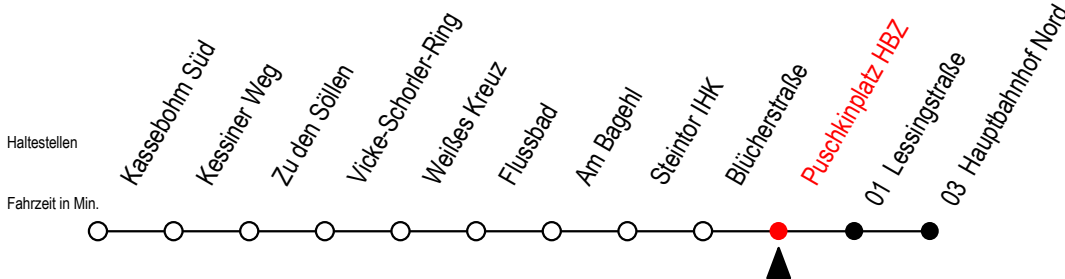 Haltestellen
Fahrzeit in Min.
Kassebohm Süd
Kessiner Weg
Zu den Söllen
Vicke-Schorler-Ring
Weißes Kreuz
Flussbad
Am Bagehl
Steintor IHK
Blücherstraße
Puschkinplatz HBZ
01 Lessingstraße
03 Hauptbahnhof Nord